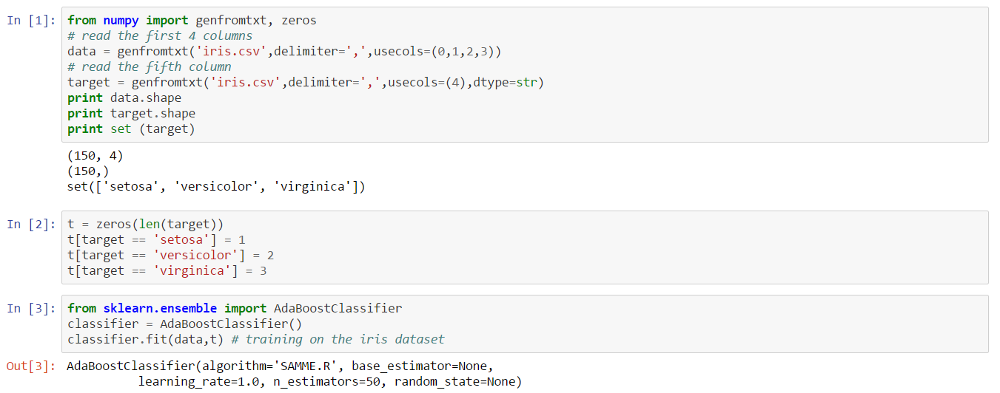 In [1]: from numpy import genfromtxt, zeros
# read the first 4 columns
data = genfromtxt('iris.csv',delimiter=',',usecols=(0,1,2,3))
# read the fifth column
target = genfromtxt('iris.csv',delimiter=',',usecols=(4),dtype=str)
print data.shape
print target.shape
print set (target)
(150, 4)
(150,)
set(['setosa', 'versicolor', 'virginica'])
In [2]: t = zeros(len(target))
t[target == 'setosa'] = 1
t[target == 'versicolor'] = 2
t[target == 'virginica'] = 3
In [3]: from sklearn.ensemble import AdaBoostClassifier
classifier = AdaBoostClassifier()
classifier.fit(data,t) # training on the iris dataset
Out[3]: AdaBoostClassifier(algorithm='SAMME.R', base_estimator=None,
learning_rate=1.0, n_estimators=50, random_state=None)